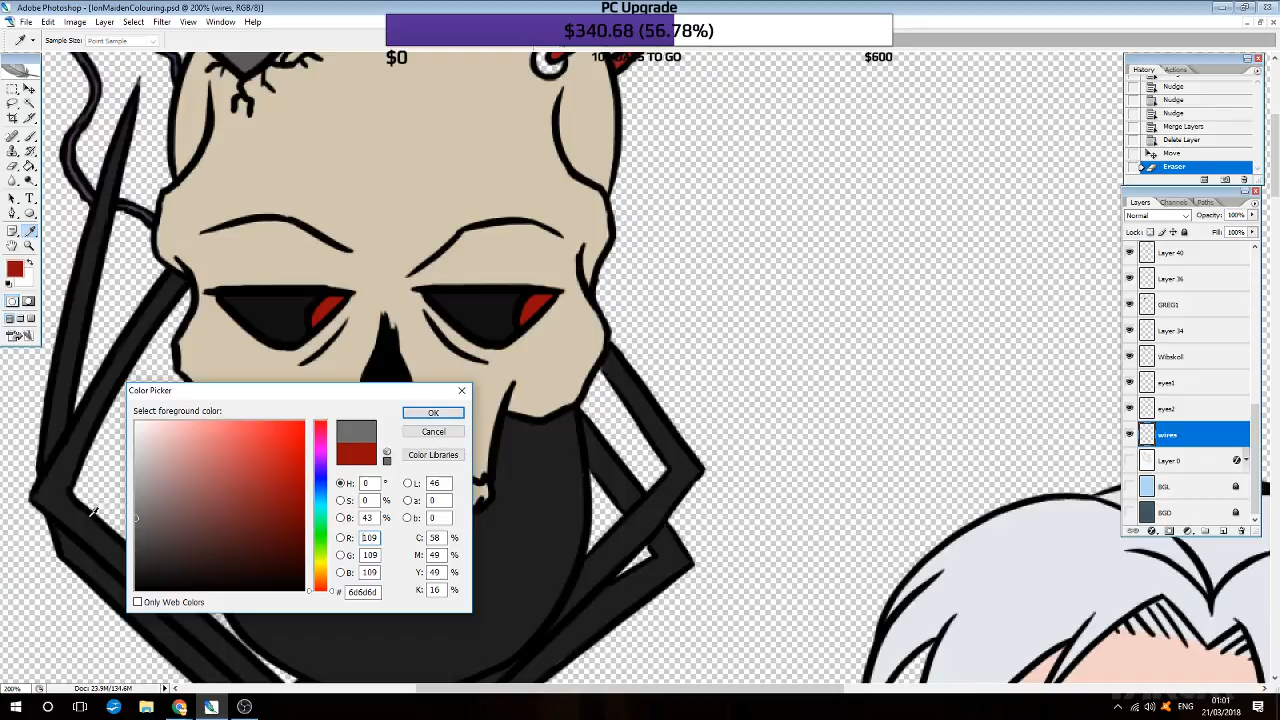 Adobe Photoshop - [IonMaidenColouring.psd @ 200% (wires, RGB/8)]
PC Upgrade
File Edit Image Layer Select Filter View Window Help
$340.68 (56.78%)
Sample Size: Point Sample
$0
TO GO
$600
History Actions
Nudge
Nudge
Nudge
Merge Layers
Delete Layer
Move
Eraser
Layers Channels Paths
Normal Opacity: 100%
Lock: Fill: 100%
Layer 40
Layer 36
GREG1
Layer 34
Wibskoll
eyes1
eyes2
wires
Layer 0
BGL
BGD
Color Picker
Select foreground color:
OK
Cancel
Color Libraries
H: 0 ° L: 46
S: 0 % a: 0
B: 43 % b: 0
R: 109 C: 58 %
G: 109 M: 49 %
B: 109 Y: 49 %
# 6d6d6d K: 16 %
Only Web Colors
200% Doc: 23.9M/134.6M
ENG
01:01
21/03/2018